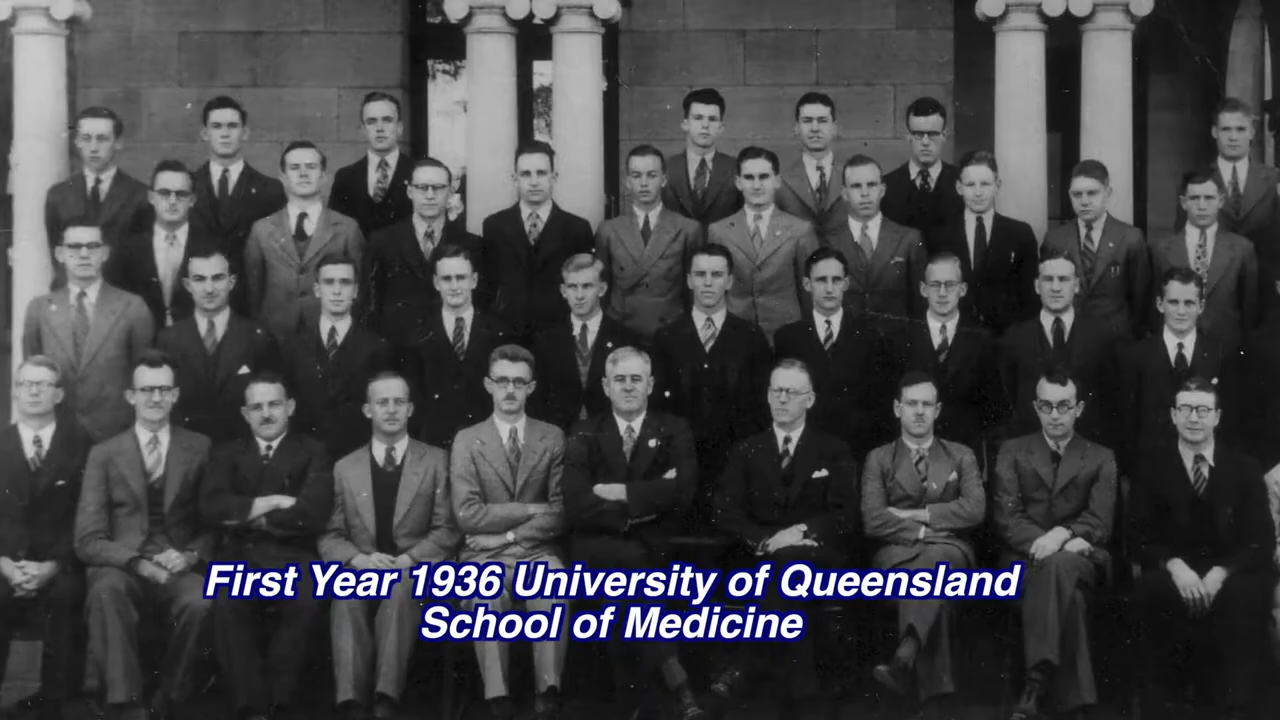 First Year 1936 University of Queensland
School of Medicine